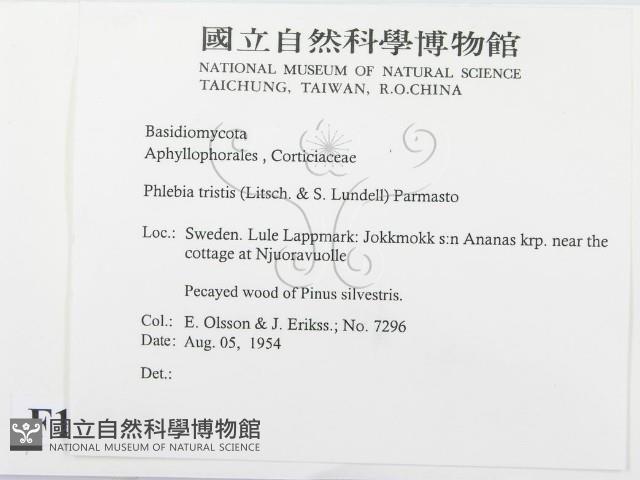 國立自然科學博物館
NATIONAL MUSEUM OF NATURAL SCIENCE
TAICHUNG, TAIWAN, R.O.CHINA
Basidiomycota
Aphyllophorales , Corticiaceae
Phlebia tristis (Litsch. & S. Lundell) Parmasto
Loc.: Sweden. Lule Lappmark: Jokkmokk s:n Ananas krp. near the
cottage at Njuoravuolle
Pecayed wood of Pinus silvestris.
Col.: E. Olsson & J. Erikss.; No. 7296
Date: Aug. 05, 1954
Det.:
F1
國立自然科學博物館
NATIONAL MUSEUM OF NATURAL SCIENCE